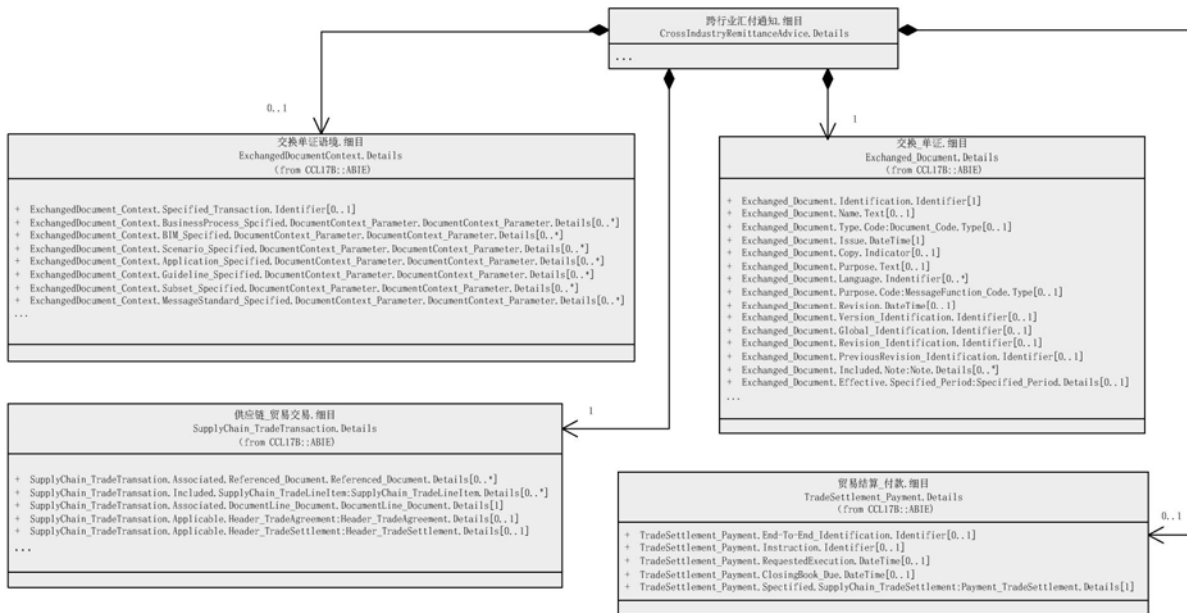 跨行业汇付通知.细目
CrossIndustryRemittanceAdvice.Details
...
0..1
1
交换单证语境.细目
ExchangedDocumentContext.Details
(from CCL17B::ABIE)
+ ExchangedDocument_Context.Specified_Transaction.Identifier[0..1]
+ ExchangedDocument_Context.BusinessProcess_Spcified.DocumentContext_Parameter.DocumentContext_Parameter.Details[0..*]
+ ExchangedDocument_Context.BIM_Specified.DocumentContext_Parameter.DocumentContext_Parameter.Details[0..*]
+ ExchangedDocument_Context.Scenario_Specified.DocumentContext_Parameter.DocumentContext_Parameter.Details[0..*]
+ ExchangedDocument_Context.Application_Specified.DocumentContext_Parameter.DocumentContext_Parameter.Details[0..*]
+ ExchangedDocument_Context.Guideline_Specified.DocumentContext_Parameter.DocumentContext_Parameter.Details[0..*]
+ ExchangedDocument_Context.Subset_Specified.DocumentContext_Parameter.DocumentContext_Parameter.Details[0..*]
+ ExchangedDocument_Context.MessageStandard_Specified.DocumentContext_Parameter.DocumentContext_Parameter.Details[0..*]
...
交换_单证.细目
Exchanged_Document.Details
(from CCL17B::ABIE)
+ Exchanged_Document.Identification.Identifier[1]
+ Exchanged_Document.Name.Text[0..1]
+ Exchanged_Document.Type.Code:Document_Code.Type[0..1]
+ Exchanged_Document.Issue.DateTime[1]
+ Exchanged_Document.Copy.Indicator[0..1]
+ Exchanged_Document.Purpose.Text[0..1]
+ Exchanged_Document.Language.Indentifier[0..*]
+ Exchanged_Document.Purpose.Code:MessageFunction_Code.Type[0..1]
+ Exchanged_Document.Revision.DateTime[0..1]
+ Exchanged_Document.Version_Identification.Identifier[0..1]
+ Exchanged_Document.Global_Identification.Identifier[0..1]
+ Exchanged_Document.Revision_Identification.Identifier[0..1]
+ Exchanged_Document.PreviousRevision_Identification.Identifier[0..1]
+ Exchanged_Document.Included.Note:Note.Details[0..*]
+ Exchanged_Document.Effective.Specified_Period:Specified_Period.Details[0..1]
...
供应链_贸易交易.细目
SupplyChain_TradeTransaction.Details
(from CCL17B::ABIE)
1
+ SupplyChain_TradeTransation.Associated.Referenced_Document.Referenced_Document.Details[0..*]
+ SupplyChain_TradeTransation.Included.SupplyChain_TradeLineItem:SupplyChain_TradeLineItem.Details[0..*]
+ SupplyChain_TradeTransation.Associated.DocumentLine_Document.DocumentLine_Document.Details[1]
+ SupplyChain_TradeTransation.Applicable.Header_TradeAgreement:Header_TradeAgreement.Details[0..1]
+ SupplyChain_TradeTransation.Applicable.Header_TradeSettlement:Header_TradeSettlement.Details[0..1]
...
贸易结算_付款.细目
TradeSettlement_Payment.Details
(from CCL17B::ABIE)
0..1
+ TradeSettlement_Payment.End-To-End_Identification.Identifier[0..1]
+ TradeSettlement_Payment.Instruction.Identifier[0..1]
+ TradeSettlement_Payment.RequestedExecution.DateTime[0..1]
+ TradeSettlement_Payment.ClosingBook_Due.DateTime[0..1]
+ TradeSettlement_Payment.Spectified.SupplyChain_TradeSettlement:Payment_TradeSettlement.Details[1]